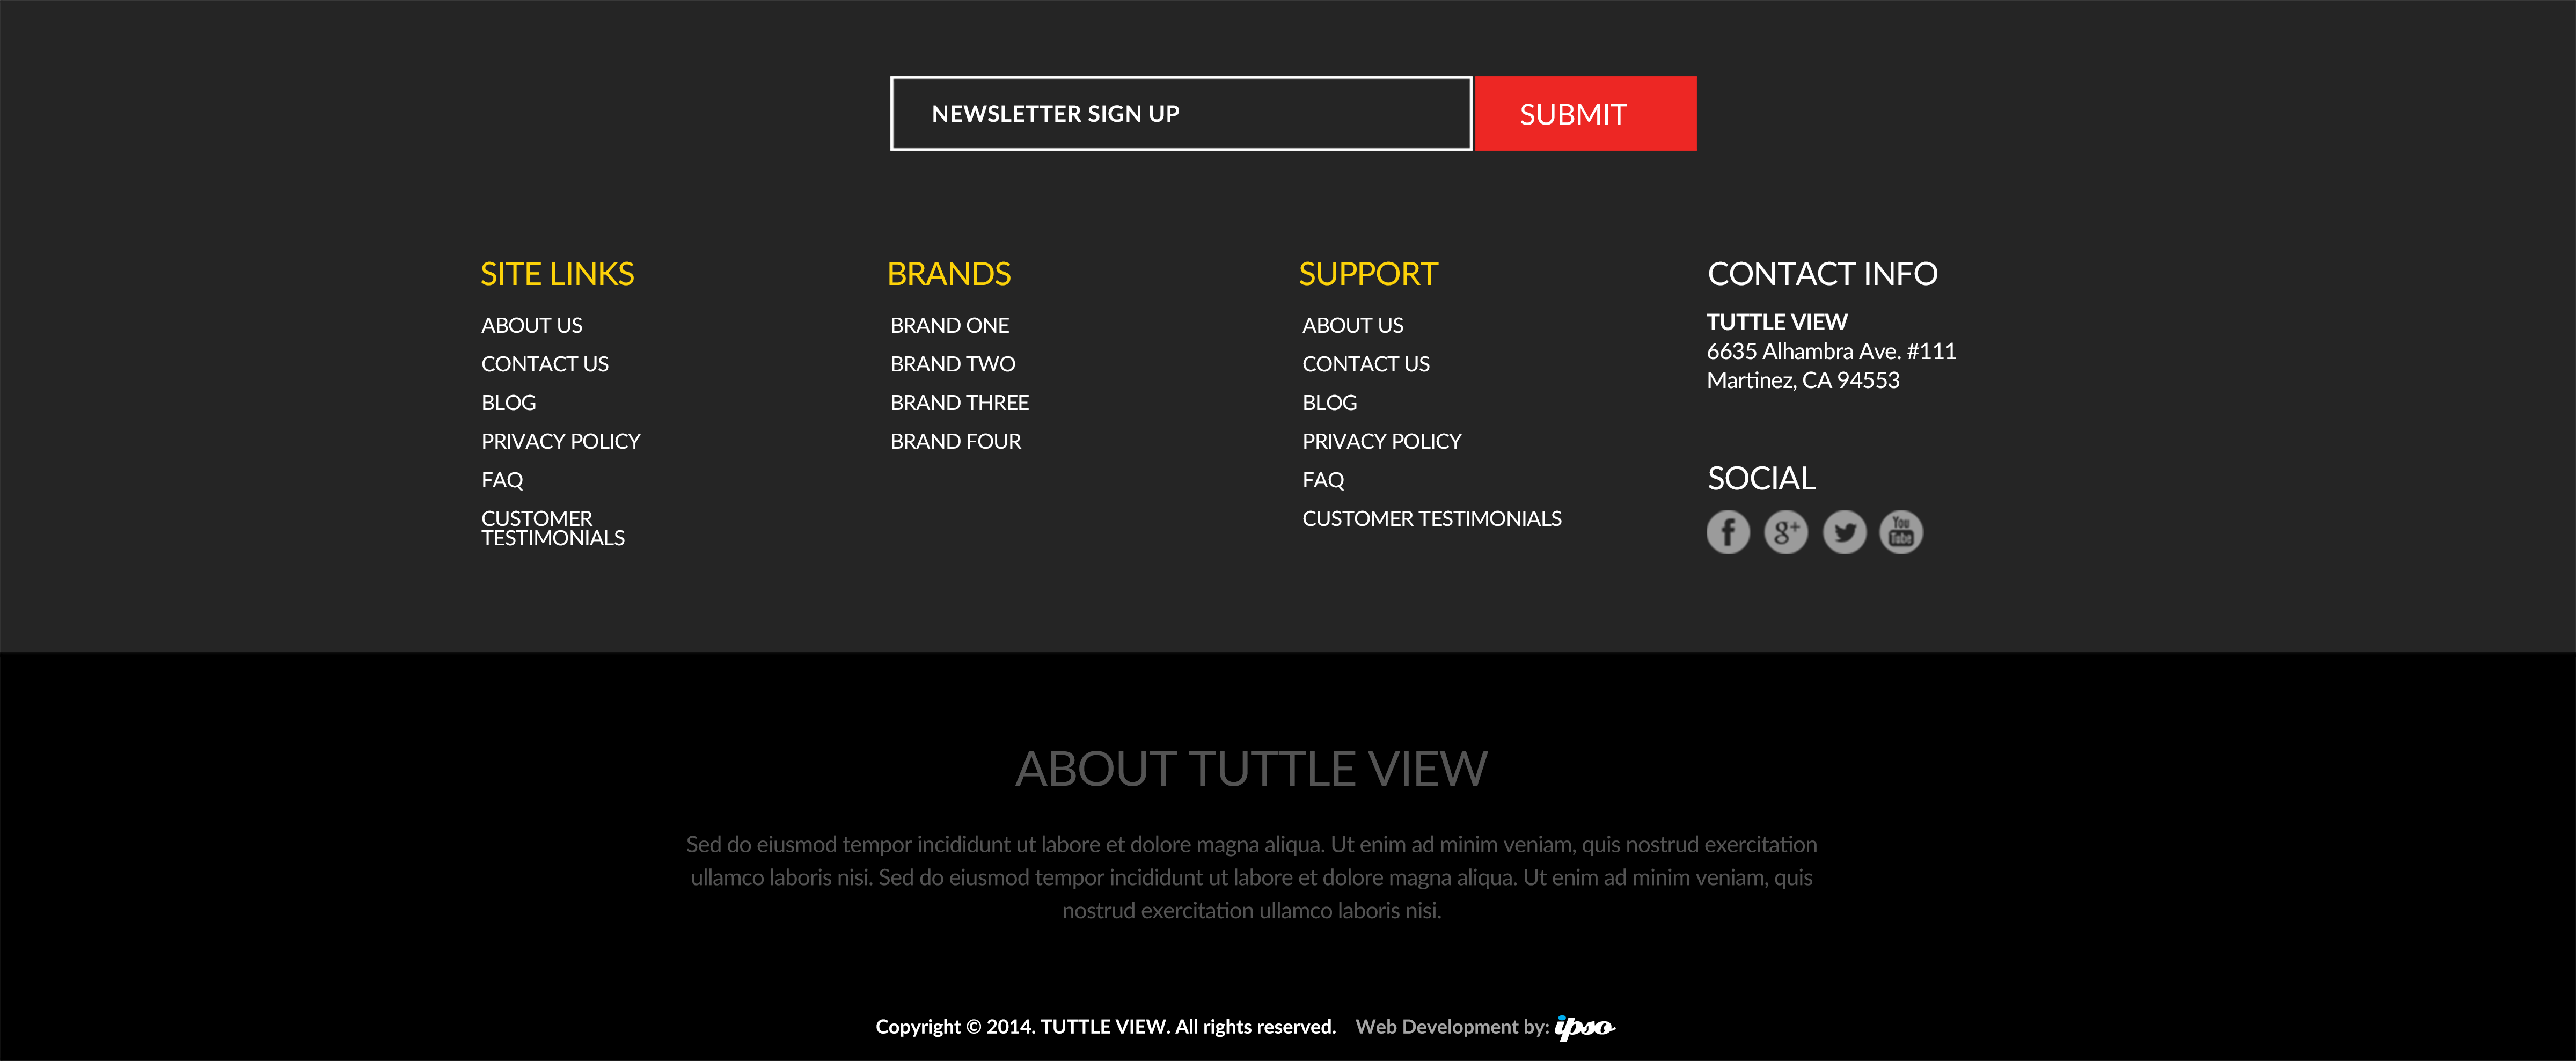 NEWSLETTER SIGN UP
SUBMIT
SITE LINKS
ABOUT US
CONTACT US
BLOG
PRIVACY POLICY
FAQ
CUSTOMER
TESTIMONIALS
BRANDS
BRAND ONE
BRAND TWO
BRAND THREE
BRAND FOUR
SUPPORT
ABOUT US
CONTACT US
BLOG
PRIVACY POLICY
FAQ
CUSTOMER TESTIMONIALS
CONTACT INFO
TUTTLE VIEW
6635 Alhambra Ave. #111
Martinez, CA 94553
SOCIAL
f g+ You Tube
ABOUT TUTTLE VIEW
Sed do eiusmod tempor incididunt ut labore et dolore magna aliqua. Ut enim ad minim veniam, quis nostrud exercitation
ullamco laboris nisi. Sed do eiusmod tempor incididunt ut labore et dolore magna aliqua. Ut enim ad minim veniam, quis
nostrud exercitation ullamco laboris nisi.
Copyright © 2014. TUTTLE VIEW. All rights reserved. Web Development by: ipso